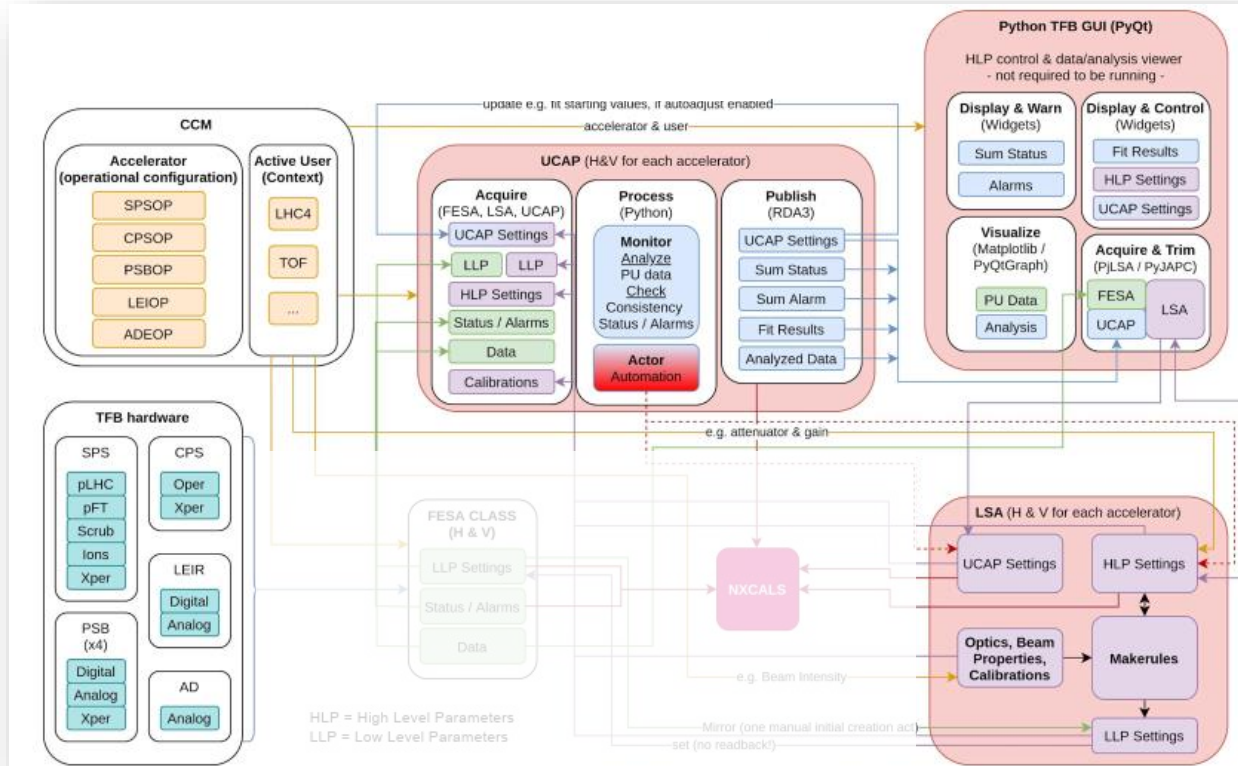 Python TFB GUI (PyQt)
HLP control & data/analysis viewer
- not required to be running -
Display & Warn
(Widgets)
Sum Status
Alarms
Display & Control
(Widgets)
Fit Results
HLP Settings
UCAP Settings
Visualize
(Matplotlib /
PyQtGraph)
PU Data
Analysis
Acquire & Trim
(PjLSA / PyJAPC)
FESA
UCAP
LSA
update e.g. fit starting values, if autoadjust enabled
accelerator & user
CCM
Accelerator
(operational configuration)
SPSOP
CPSOP
PSBOP
LEIOP
ADEOP
Active User
(Context)
LHC4
TOF
...
UCAP (H&V for each accelerator)
Acquire
(FESA, LSA, UCAP)
UCAP Settings
LLP
LLP
HLP Settings
Status / Alarms
Data
Calibrations
Process
(Python)
Monitor
Analyze
PU data
Check
Consistency
Status / Alarms
Actor
Automation
Publish
(RDA3)
UCAP Settings
Sum Status
Sum Alarm
Fit Results
Analyzed Data
e.g. attenuator & gain
TFB hardware
SPS
pLHC
pFT
Scrub
Ions
Xper
CPS
Oper
Xper
LEIR
Digital
Analog
PSB
(x4)
Digital
Analog
Xper
AD
Analog
FESA CLASS
(H & V)
LLP Settings
Status / Alarms
Data
NXCALS
LSA (H & V for each accelerator)
UCAP Settings
HLP Settings
Optics, Beam
Properties,
Calibrations
Makerules
LLP Settings
e.g. Beam Intensity
Mirror (one manual initial creation act)
set (no readback!)
HLP = High Level Parameters
LLP = Low Level Parameters